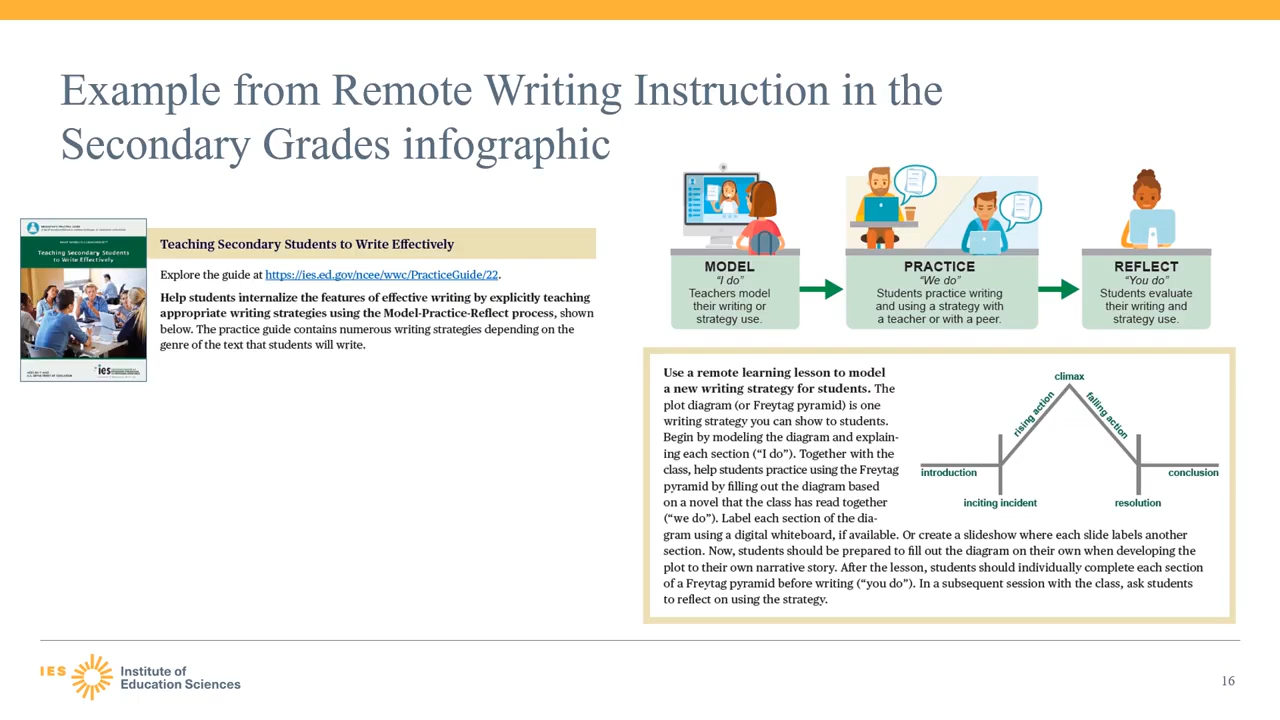 Example from Remote Writing Instruction in the
Secondary Grades infographic
Teaching Secondary Students
to Write Effectively
ies
Teaching Secondary Students to Write Effectively
Explore the guide at https://ies.ed.gov/ncee/wwc/PracticeGuide/22.
Help students internalize the features of effective writing by explicitly teaching
appropriate writing strategies using the Model-Practice-Reflect process, shown
below. The practice guide contains numerous writing strategies depending on the
genre of the text that students will write.
MODEL
“I do”
Teachers model
their writing or
strategy use.
PRACTICE
“We do”
Students practice writing
and using a strategy with
a teacher or with a peer.
REFLECT
“You do”
Students evaluate
their writing and
strategy use.
Use a remote learning lesson to model
a new writing strategy for students. The
plot diagram (or Freytag pyramid) is one
writing strategy you can show to students.
Begin by modeling the diagram and explain-
ing each section (“I do”). Together with the
class, help students practice using the Freytag
pyramid by filling out the diagram based
on a novel that the class has read together
(“we do”). Label each section of the dia-
gram using a digital whiteboard, if available. Or create a slideshow where each slide labels another
section. Now, students should be prepared to fill out the diagram on their own when developing the
plot to their own narrative story. After the lesson, students should individually complete each section
of a Freytag pyramid before writing (“you do”). In a subsequent session with the class, ask students
to reflect on using the strategy.
climax
rising action
falling action
introduction
conclusion
inciting incident
resolution
IES
Institute of
Education Sciences
16